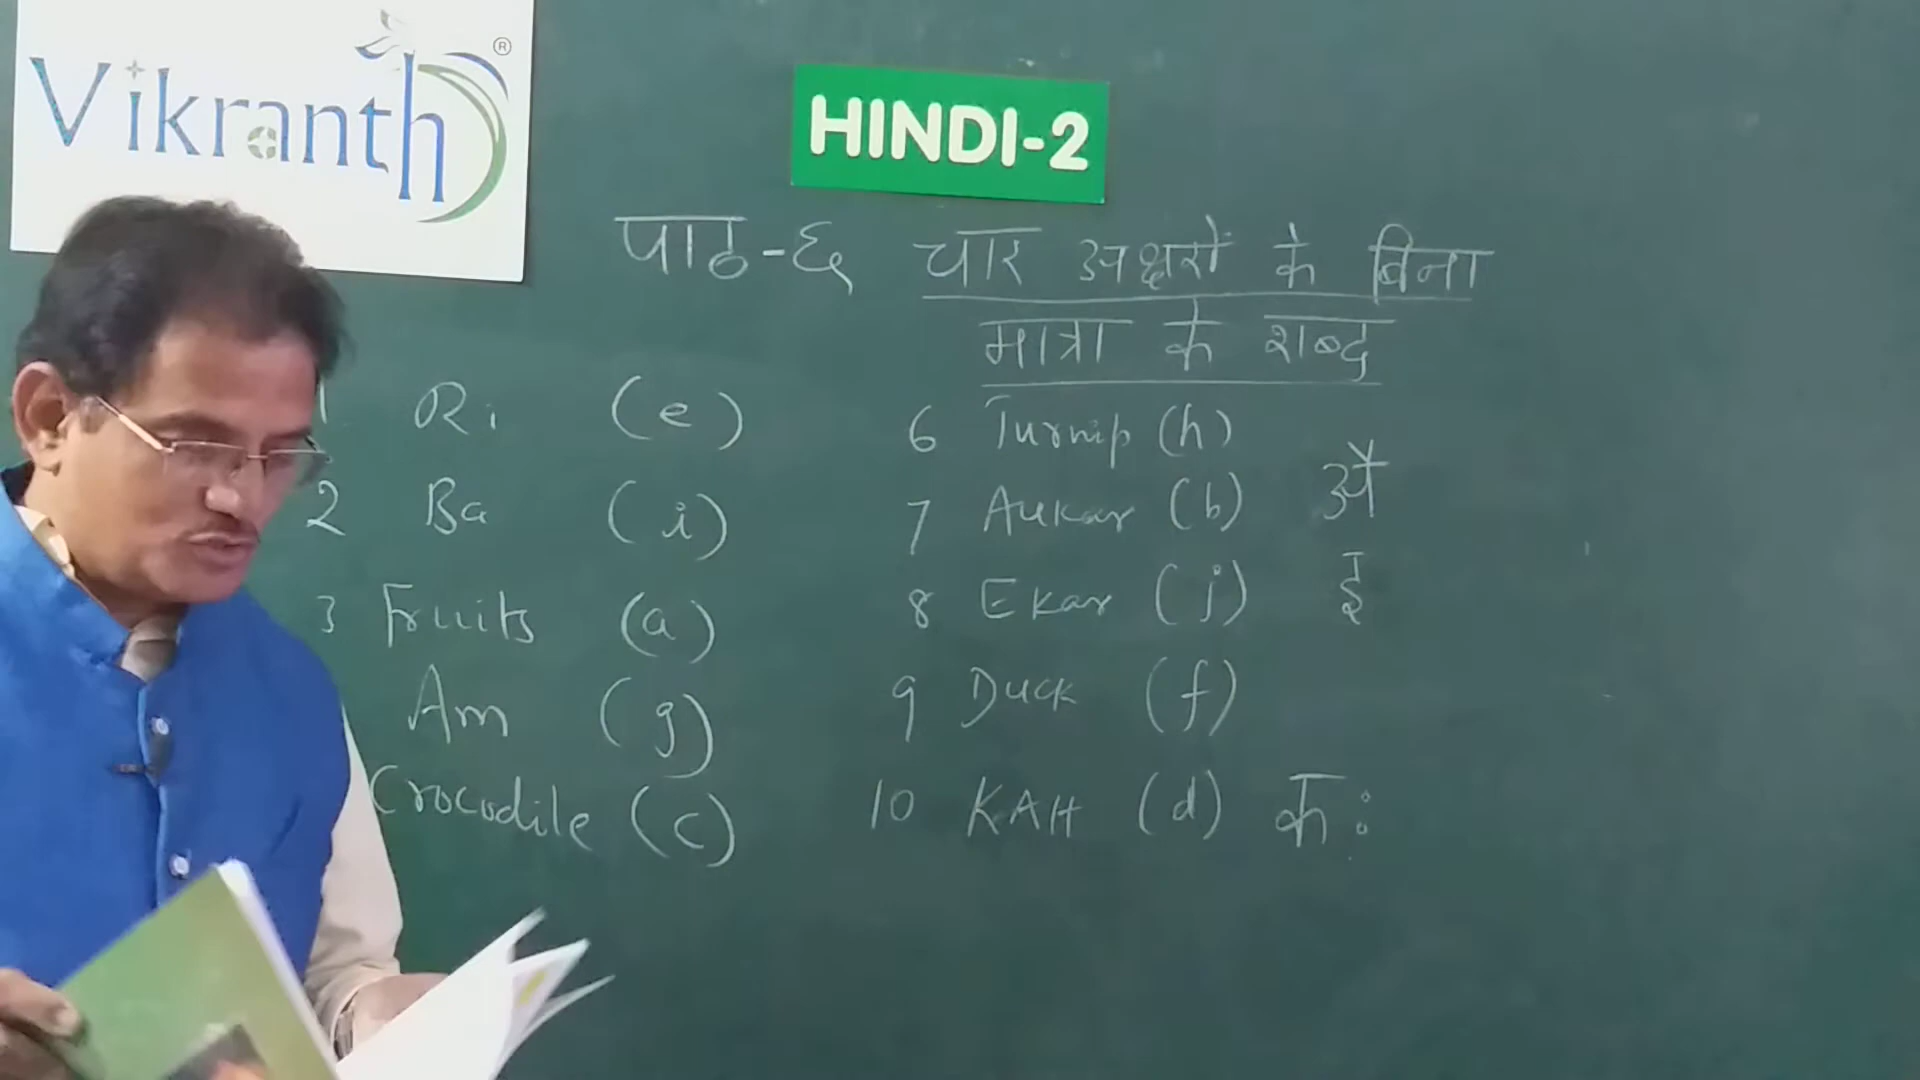 Vikranth ®
HINDI-2
पाठ-६ चार अक्षरों के बिना
मात्रा के शब्द
1 Ri (e)
2 Ba (i)
3 Fruits (a)
Am (g)
Crocodile (c)
6 Turnip (h)
7 Aukar (b) औ
8 Ekar (j) ई
9 Duck (f)
10 KAH (d) कः